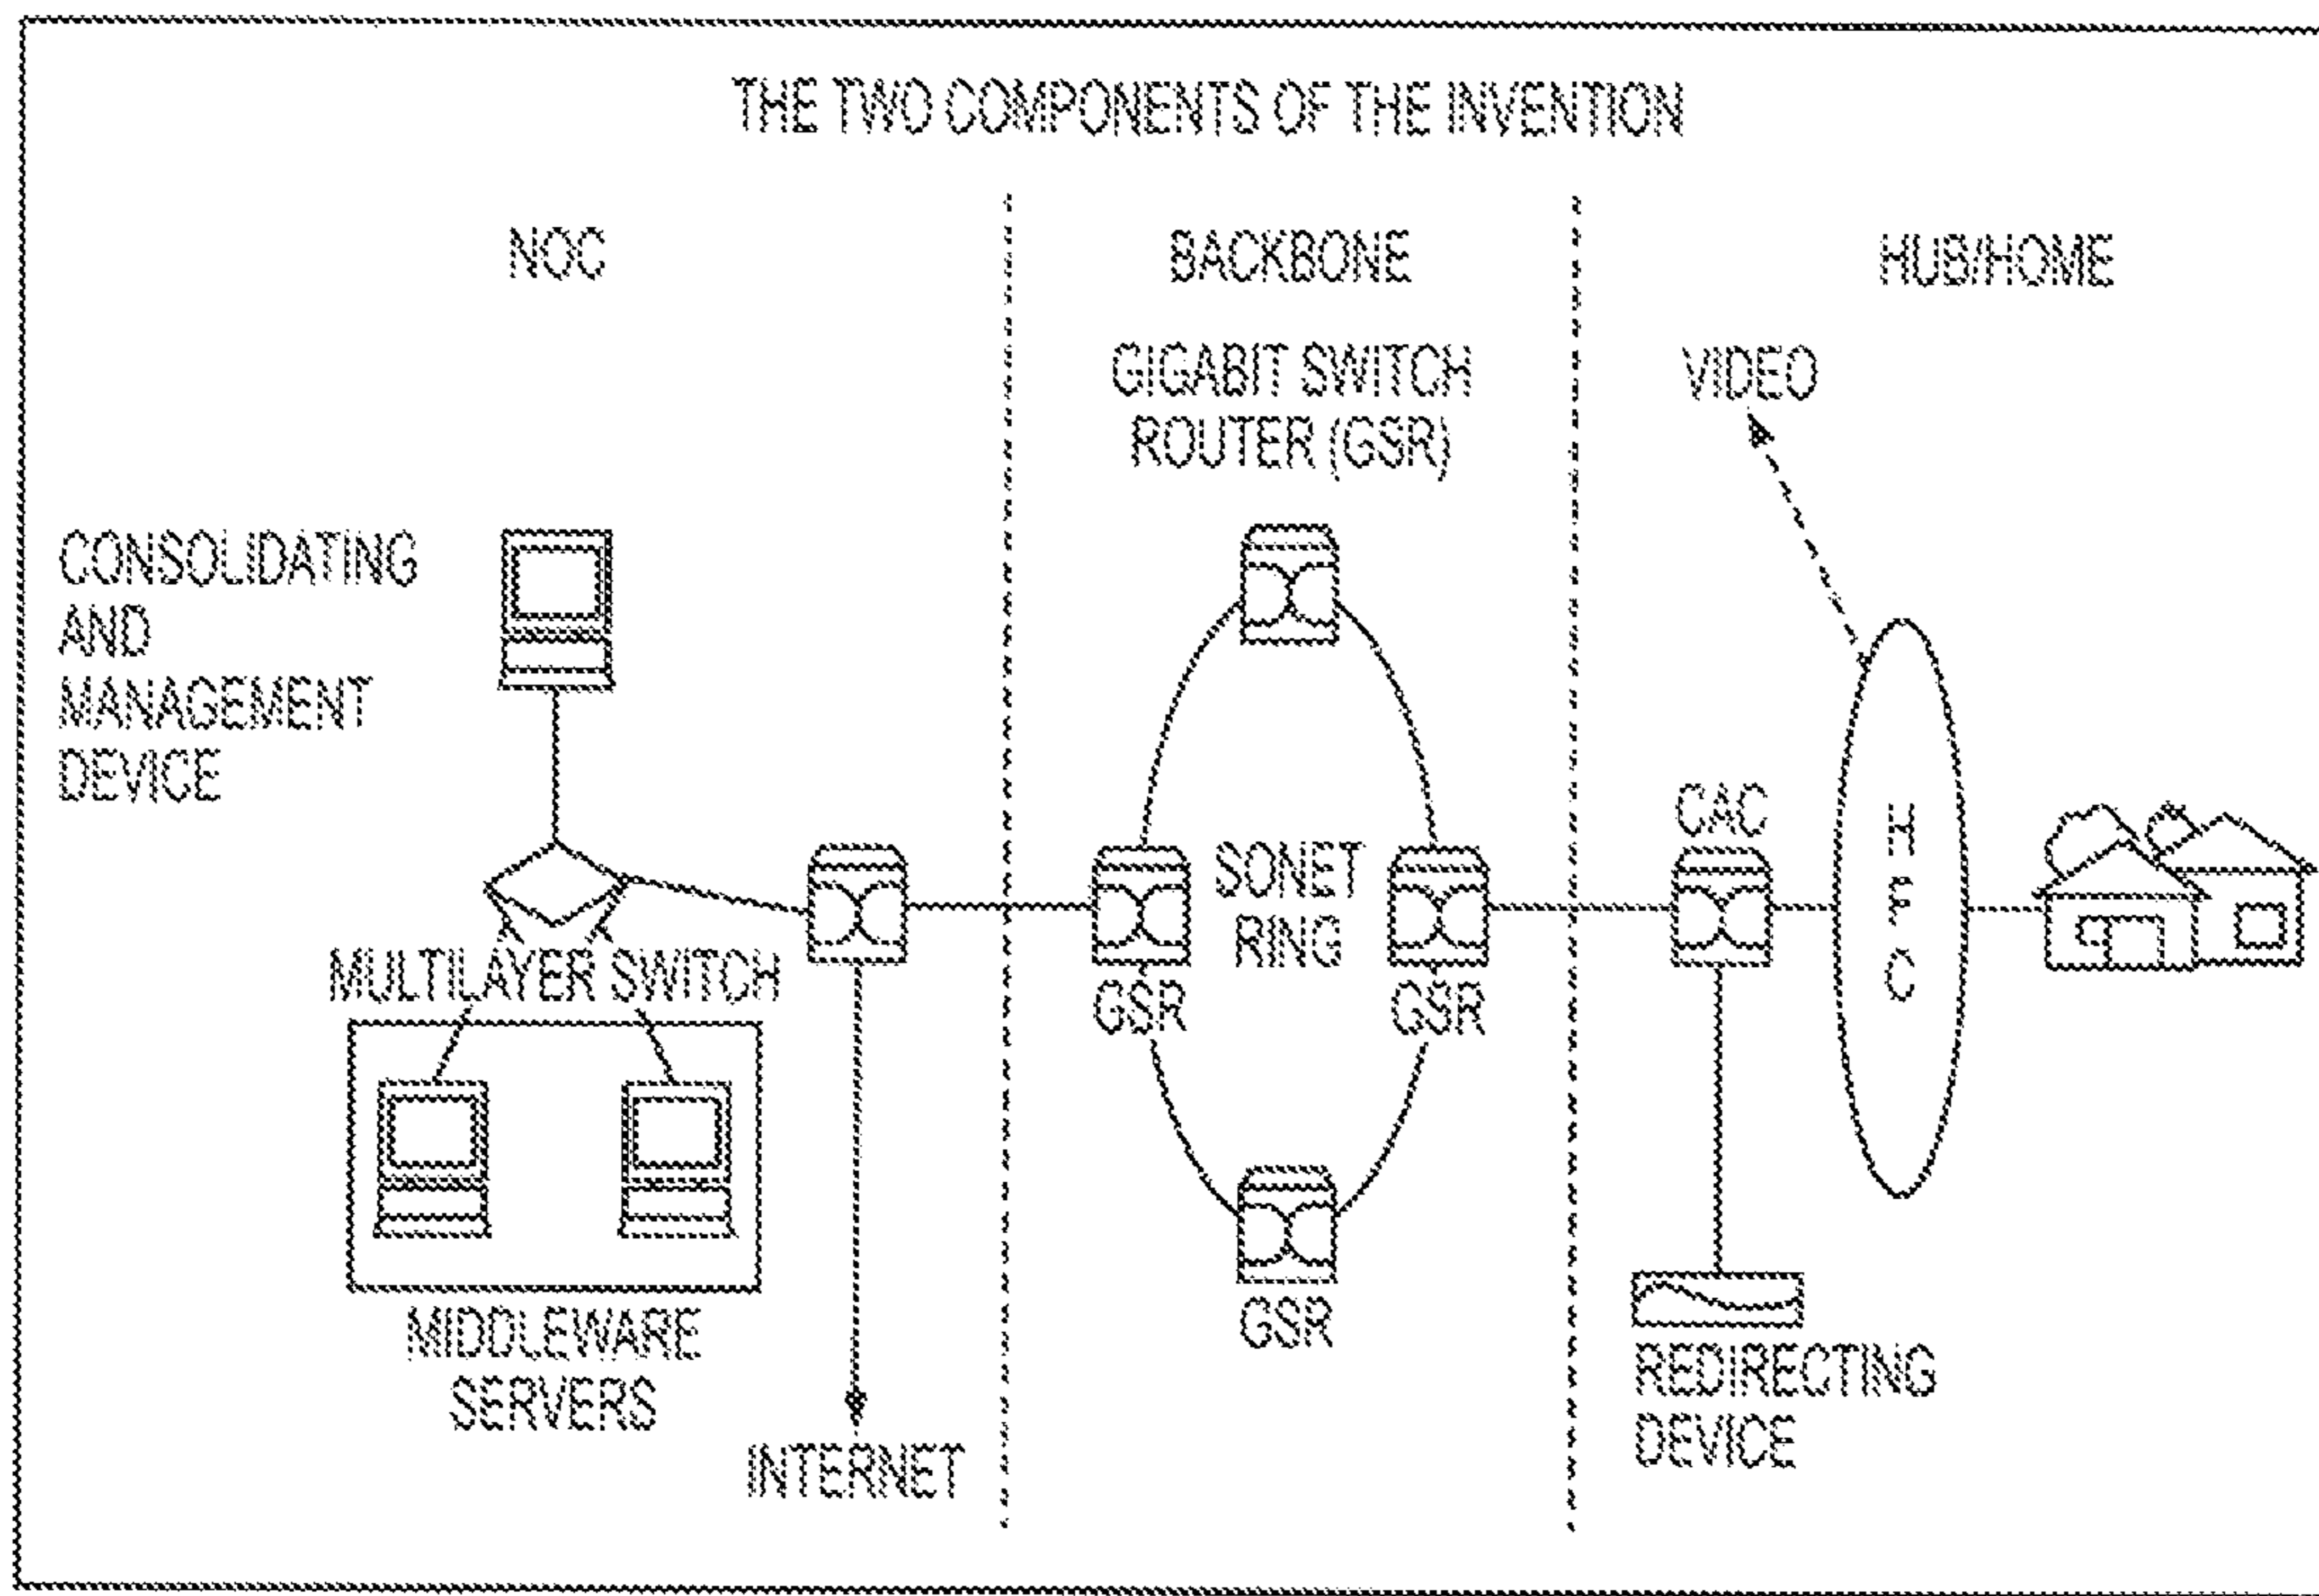 THE TWO COMPONENTS OF THE INVENTION
NOC
BACKBONE
HUB/HOME
GIGABIT SWITCH
ROUTER (GSR)
VIDEO
CONSOLIDATING
AND
MANAGEMENT
DEVICE
MULTILAYER SWITCH
MIDDLEWARE
SERVERS
INTERNET
SONET
RING
GSR
GSR
GSR
CAC
H
F
C
REDIRECTING
DEVICE